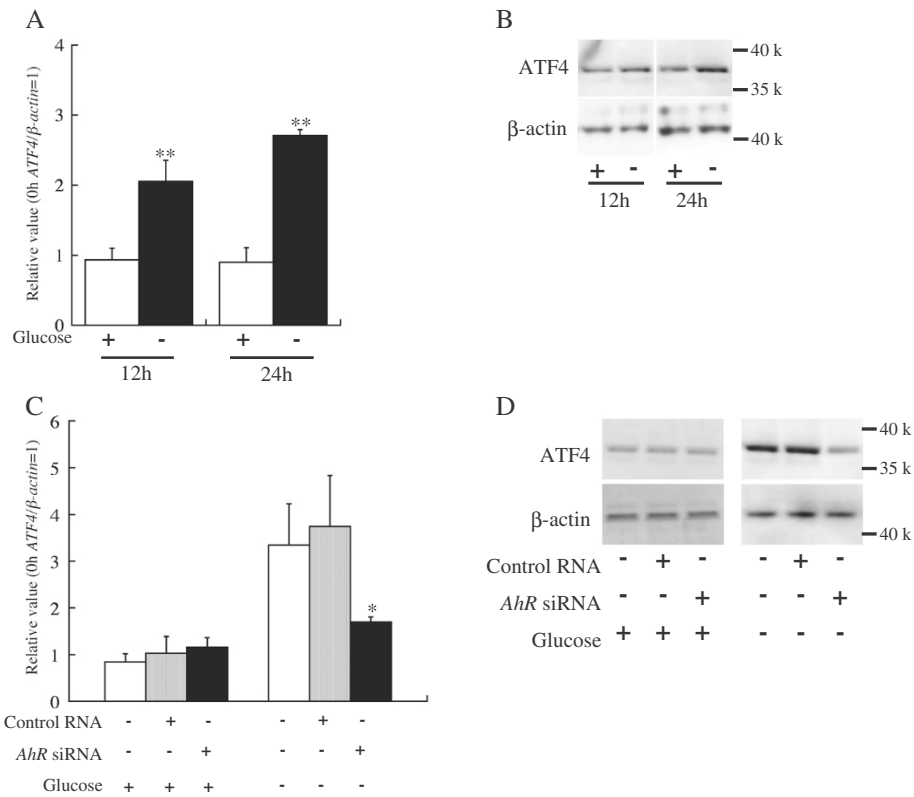 A
Relative value (0h ATF4/β-actin=1)
4
3
2
1
0
**
**
Glucose + - + -
12h 24h
B
ATF4
β-actin
40 k
35 k
40 k
+ - + -
12h 24h
C
Relative value (0h ATF4/β-actin=1)
6
5
4
3
2
1
0
*
Control RNA - + - - + -
AhR siRNA - - + - - +
Glucose + + + - - -
D
ATF4
β-actin
40 k
35 k
40 k
Control RNA - + - - + -
AhR siRNA - - + - - +
Glucose + + + - - -